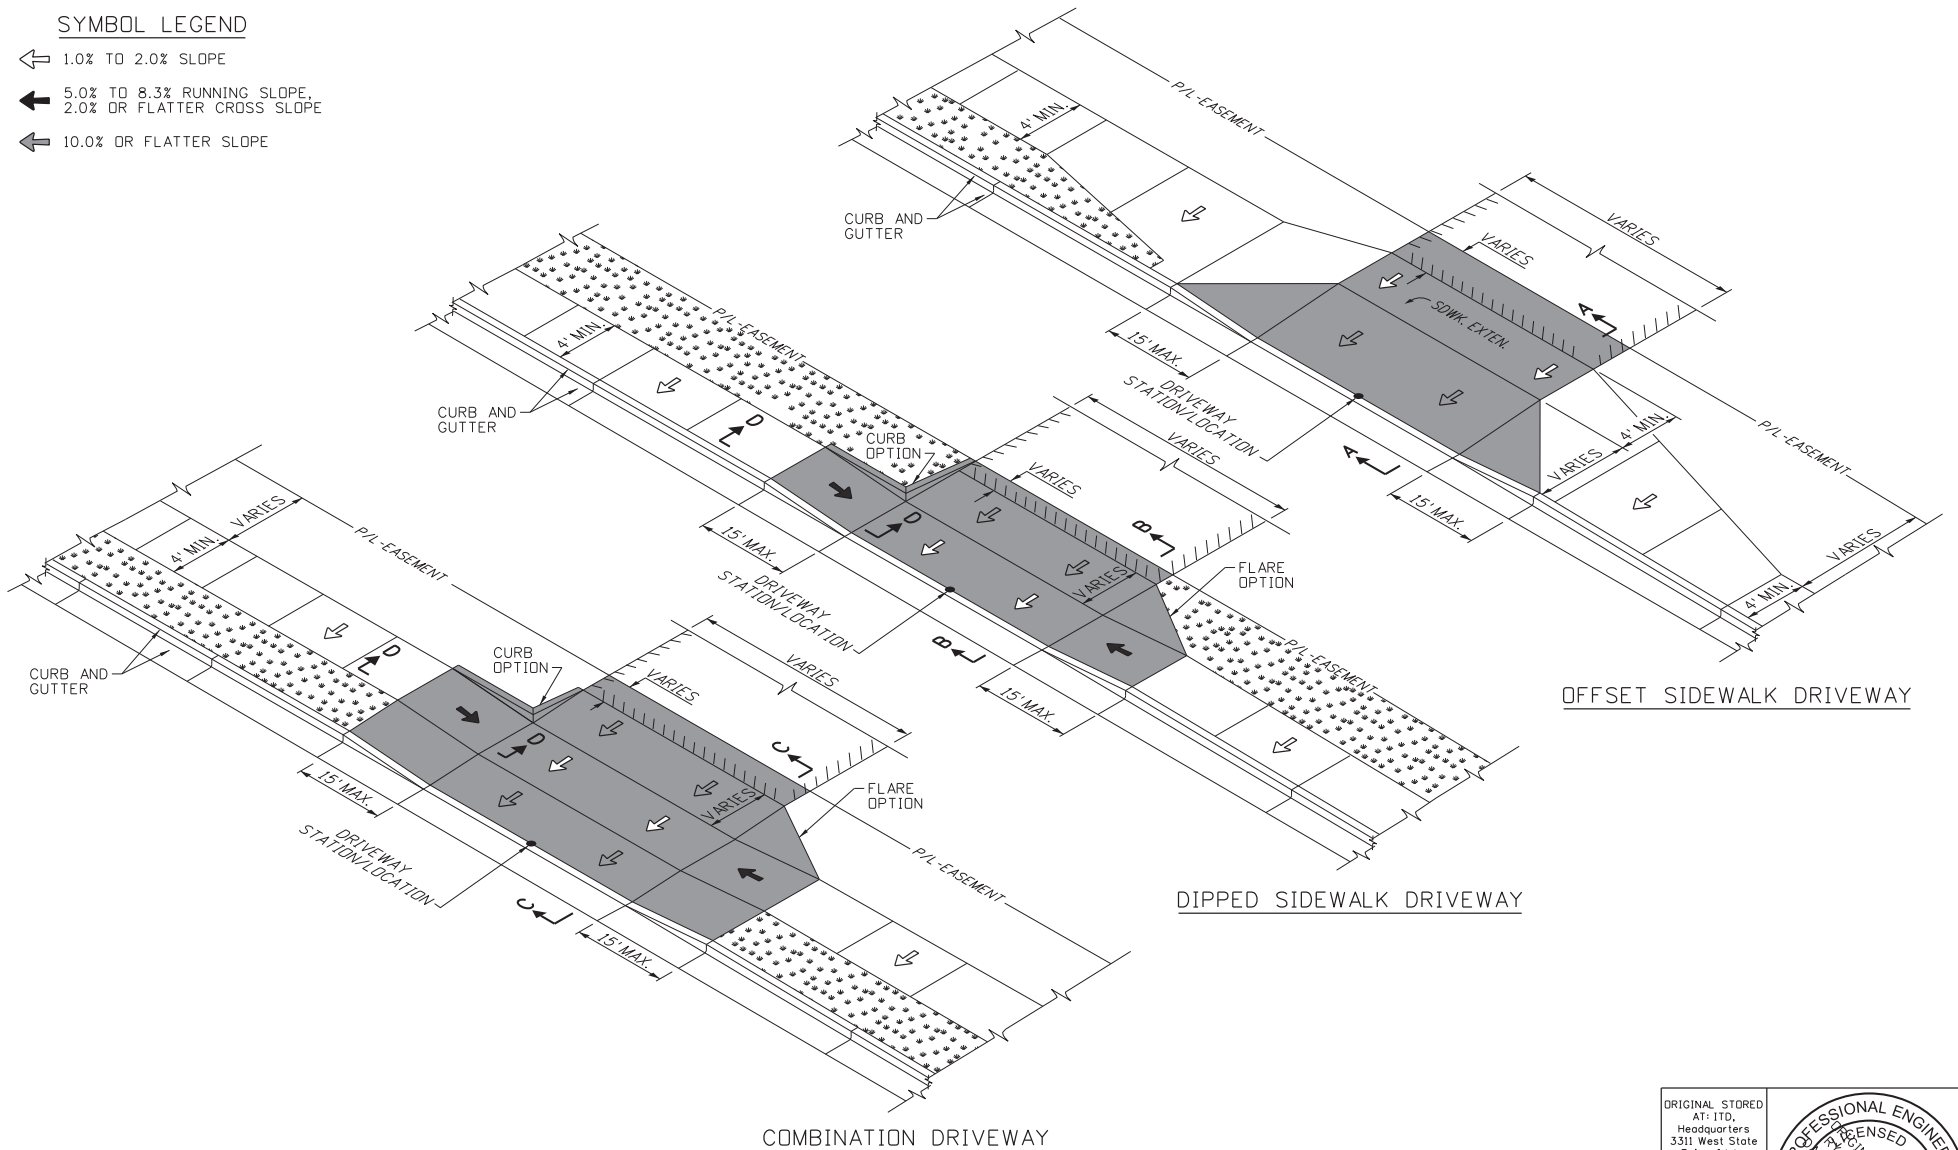 SYMBOL LEGEND
1.0% TO 2.0% SLOPE
5.0% TO 8.3% RUNNING SLOPE,
2.0% OR FLATTER CROSS SLOPE
10.0% OR FLATTER SLOPE
P/L-EASEMENT
4' MIN.
CURB AND
GUTTER
VARIES
VARIES
A
SDWK. EXTEN.
15' MAX.
DRIVEWAY
STATION/LOCATION
A
4' MIN.
VARIES
15' MAX.
P/L-EASEMENT
VARIES
4' MIN.
OFFSET SIDEWALK DRIVEWAY
P/L-EASEMENT
4' MIN.
CURB AND
GUTTER
D
CURB
OPTION
VARIES
VARIES
D
B
15' MAX.
DRIVEWAY
STATION/LOCATION
VARIES
FLARE
OPTION
B
P/L-EASEMENT
15' MAX.
DIPPED SIDEWALK DRIVEWAY
VARIES
4' MIN.
P/L-EASEMENT
CURB AND
GUTTER
D
CURB
OPTION
VARIES
VARIES
D
C
15' MAX.
DRIVEWAY
STATION/LOCATION
VARIES
FLARE
OPTION
C
P/L-EASEMENT
15' MAX.
COMBINATION DRIVEWAY
ORIGINAL STORED
AT: ITD,
Headquarters
3311 West State
ESSIONAL ENGINE
LICENSED